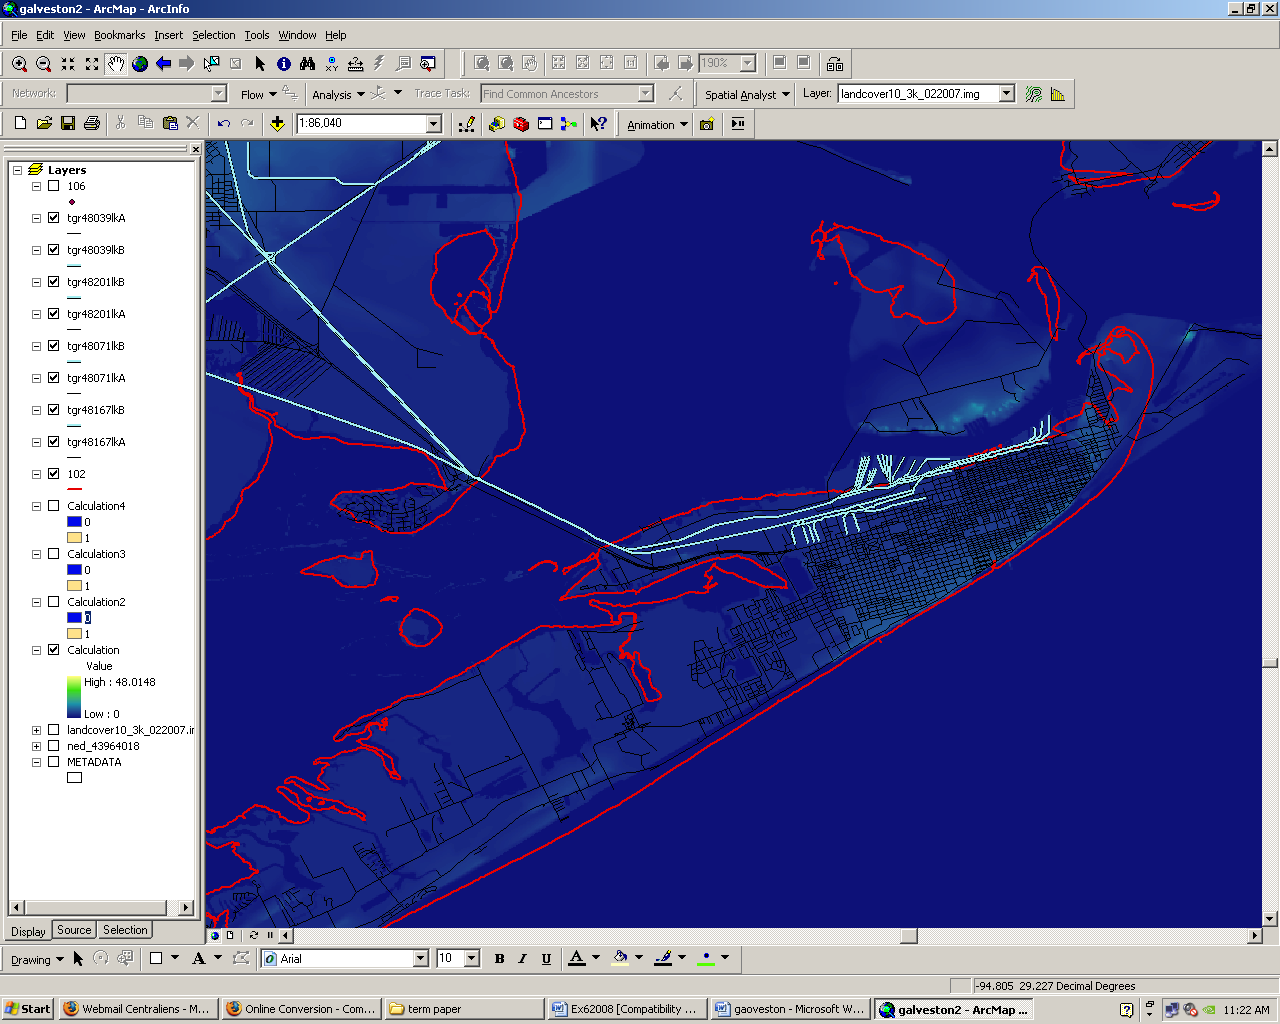 galveston2 - ArcMap - ArcInfo
File Edit View Bookmarks Insert Selection Tools Window Help
190%
Network: Flow Analysis Trace Task: Find Common Ancestors Spatial Analyst Layer: landcover10_3k_022007.img
1:86,040 Animation
Layers
106
tgr48039lkA
tgr48039lkB
tgr48201lkB
tgr48201lkA
tgr48071lkB
tgr48071lkA
tgr48167lkB
tgr48167lkA
102
Calculation4
0
1
Calculation3
0
1
Calculation2
0
1
Calculation
Value
High : 48.0148
Low : 0
landcover10_3k_022007.ir
ned_43964018
METADATA
Display Source Selection
Drawing A Arial 10 B I U A
-94.805 29.227 Decimal Degrees
Start Webmail Centraliens - M... Online Conversion - Com... term paper Ex62008 [Compatibility ... gaoveston - Microsoft W... galveston2 - ArcMap ... 11:22 AM